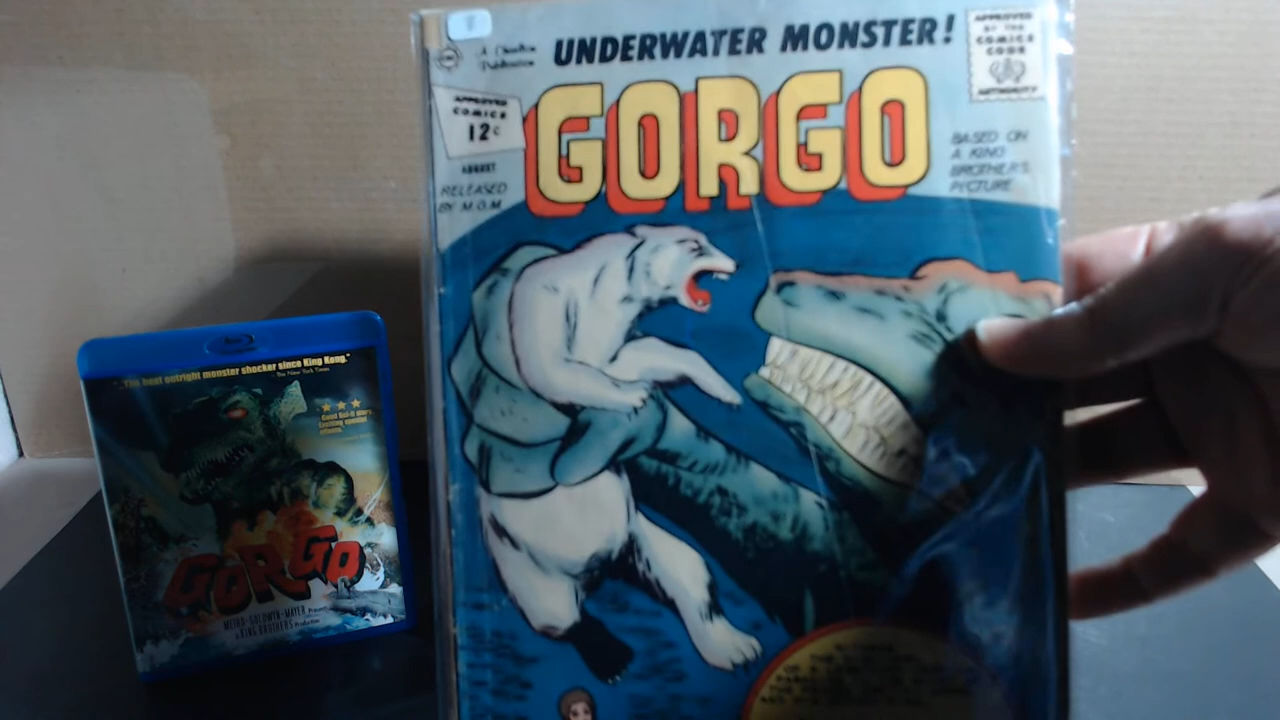 A Charlton
Publication
UNDERWATER MONSTER!
APPROVED
BY THE
COMICS
CODE
AUTHORITY
APPROVED
COMICS
12¢
AUGUST
RELEASED
BY M.G.M.
GORGO
BASED ON
A KING
BROTHER'S
PICTURE
"The best outright monster shocker since King Kong."
- The New York Times
GORGO
METRO-GOLDWYN-MAYER Presents
A KING BROTHERS Production